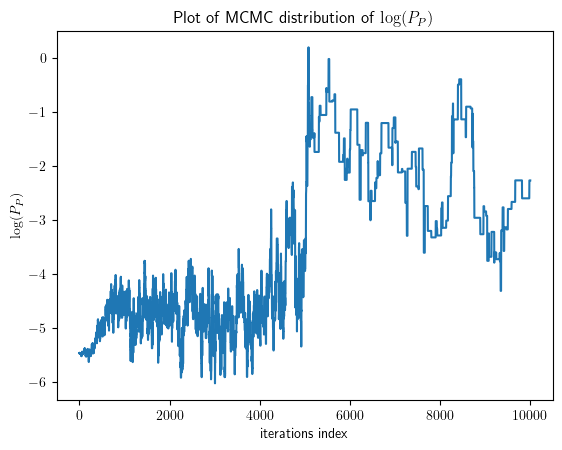 Plot of MCMC distribution of log(P_P)
log(P_P)
0
−1
−2
−3
−4
−5
−6
0 2000 4000 6000 8000 10000
iterations index